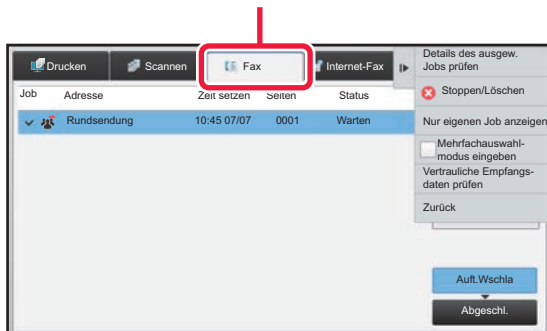 Drucken
Scannen
Fax
Internet-Fax
Job Adresse Zeit setzen Seiten Status
Rundsendung 10:45 07/07 0001 Warten
Details des ausgew.
Jobs prüfen
Stoppen/Löschen
Nur eigenen Job anzeigen
Mehrfachauswahl-
modus eingeben
Vertrauliche Empfangs-
daten prüfen
Zurück
Auft.Wschla
Abgeschl.